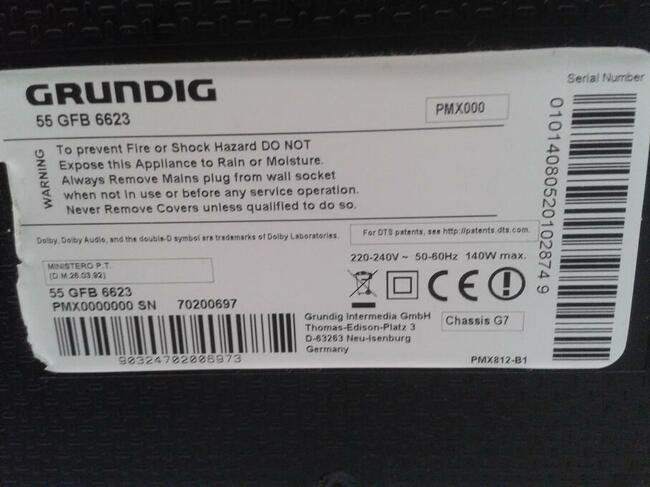 GRUNDIG
55 GFB 6623
PMX000
Serial Number
01014080520102874 9
WARNING
To prevent Fire or Shock Hazard DO NOT
Expose this Appliance to Rain or Moisture.
Always Remove Mains plug from wall socket
when not in use or before any service operation.
Never Remove Covers unless qualified to do so.
Dolby, Dolby Audio, and the double-D symbol are trademarks of Dolby Laboratories.
For DTS patents, see http://patents.dts.com.
MINISTERO P.T.
(D.M.26.03.92)
220-240V ~ 50-60Hz 140W max.
CE
55 GFB 6623
PMX0000000 SN 70200697
90324702006973
Grundig Intermedia GmbH
Thomas-Edison-Platz 3
D-63263 Neu-Isenburg
Germany
Chassis G7
PMX812-B1